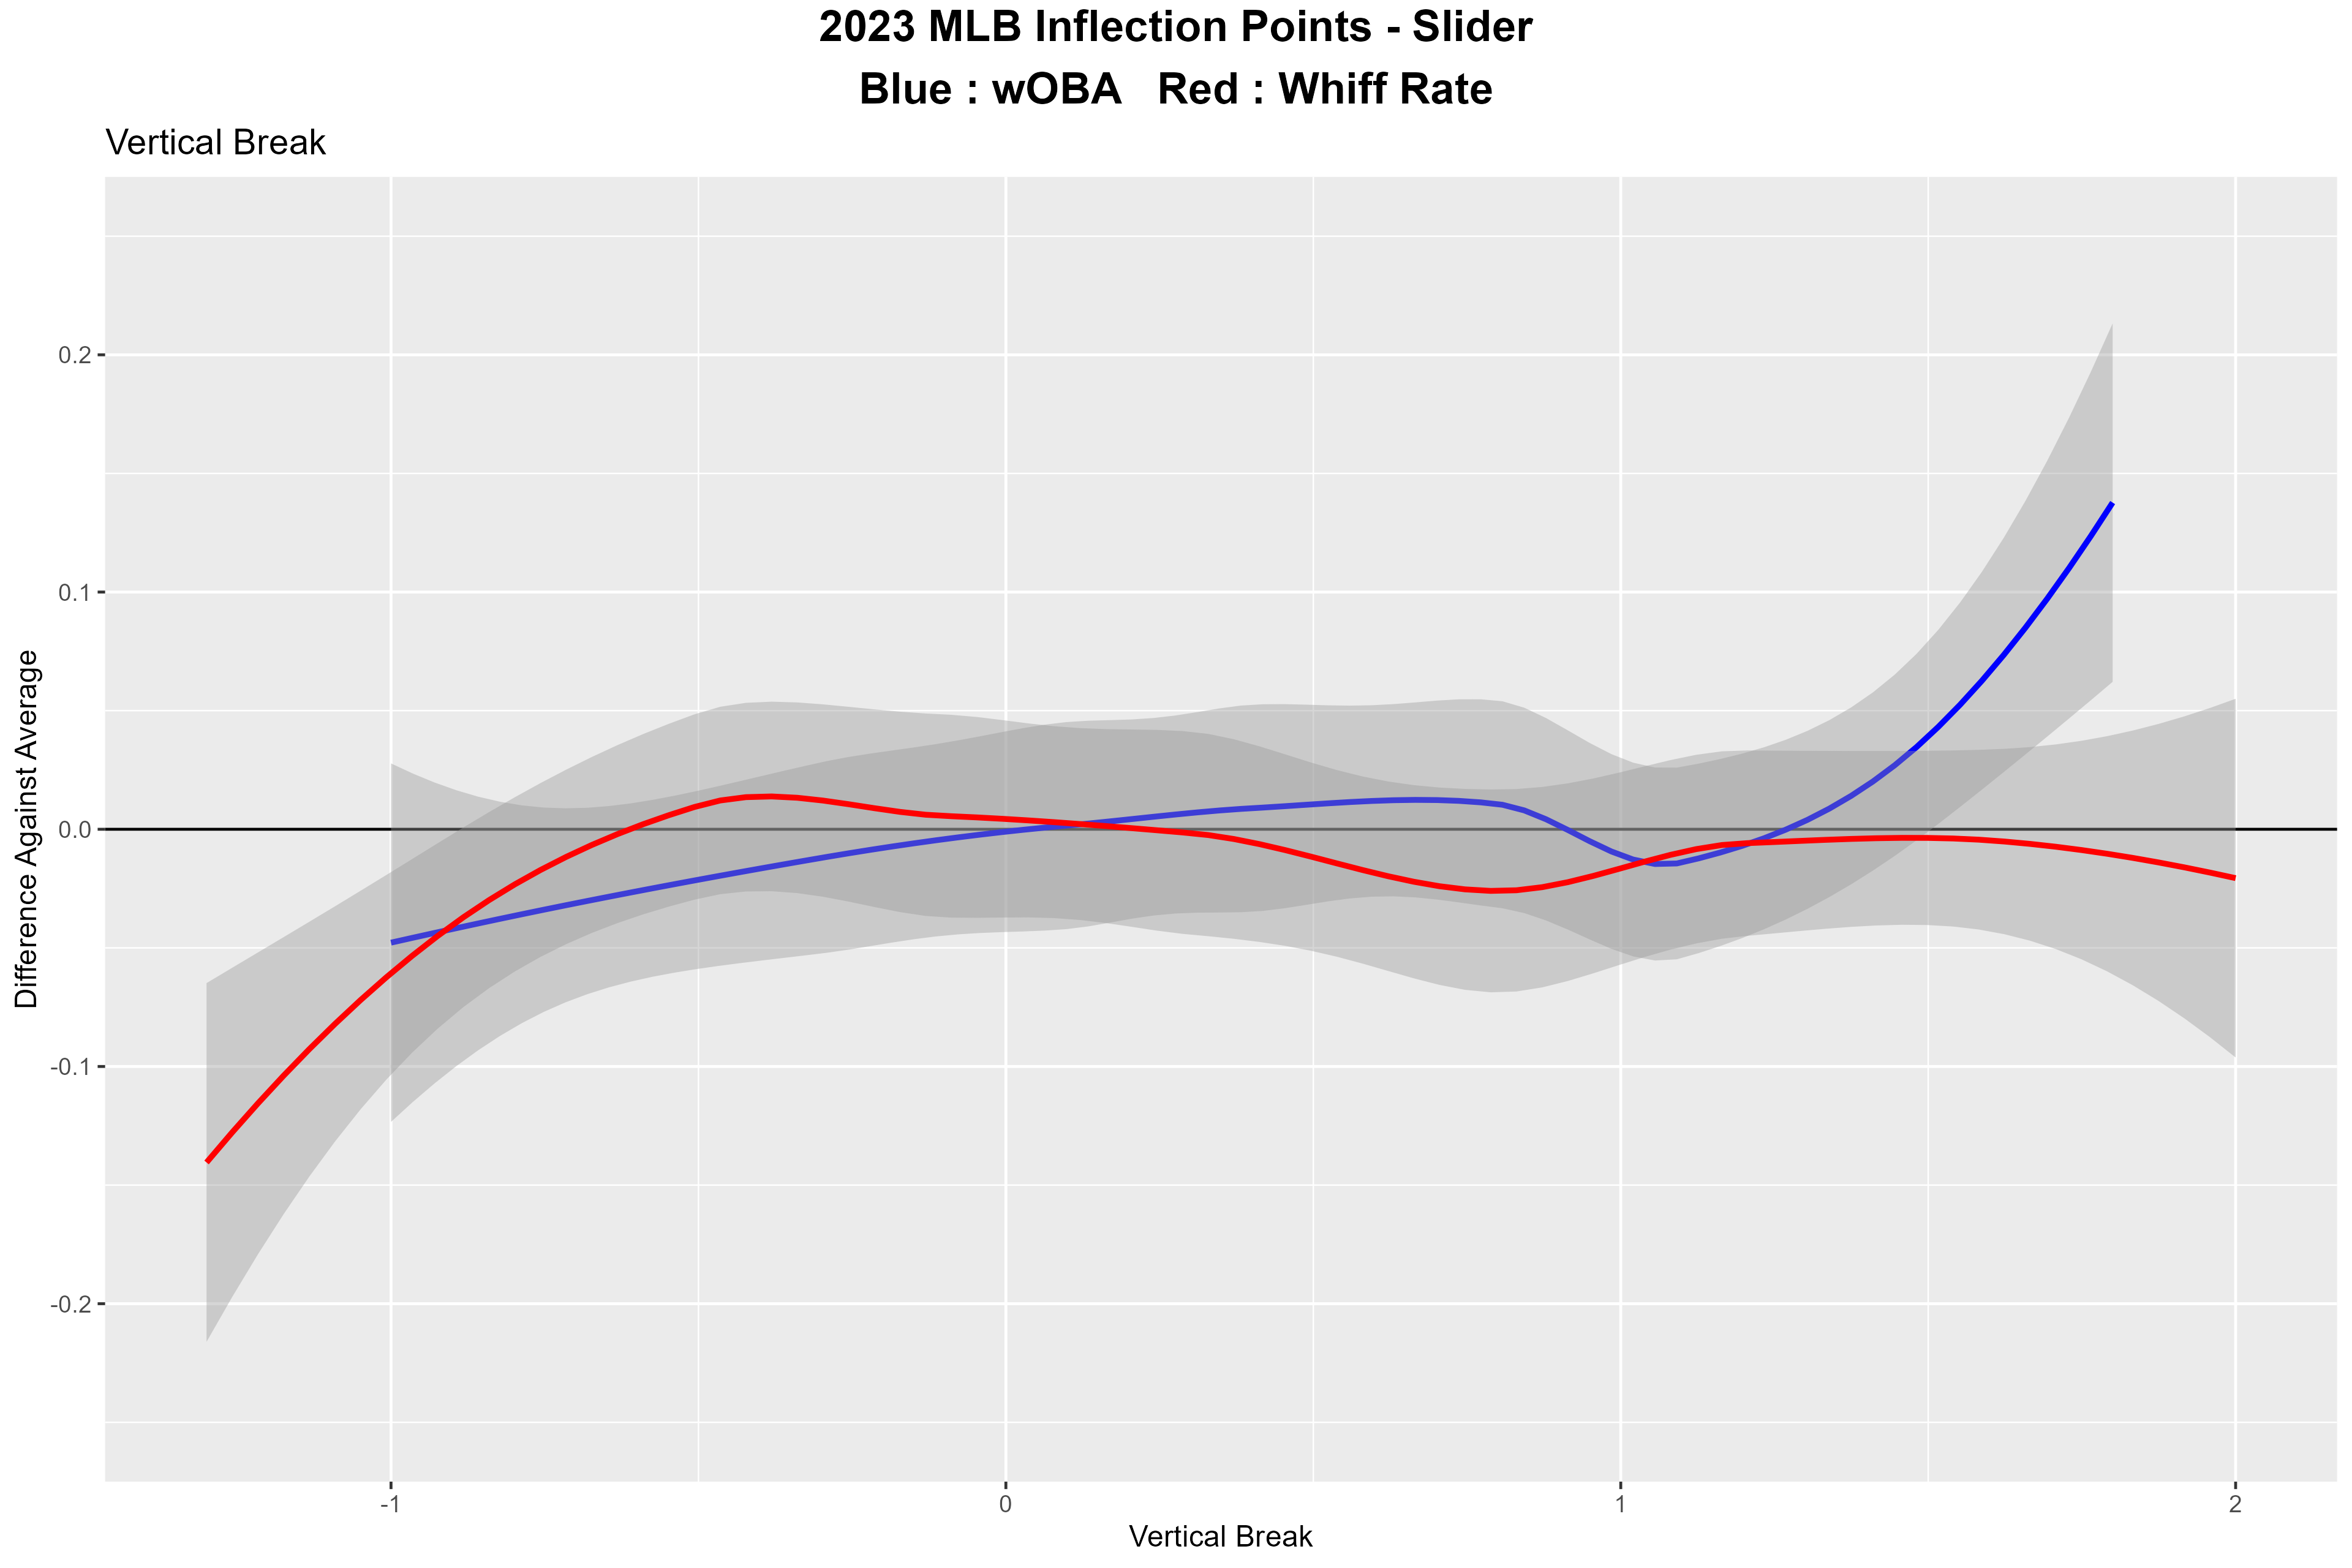 2023 MLB Inflection Points - Slider
Blue : wOBA   Red : Whiff Rate
Vertical Break
Difference Against Average
0.2
0.1
0.0
-0.1
-0.2
-1 0 1 2
Vertical Break